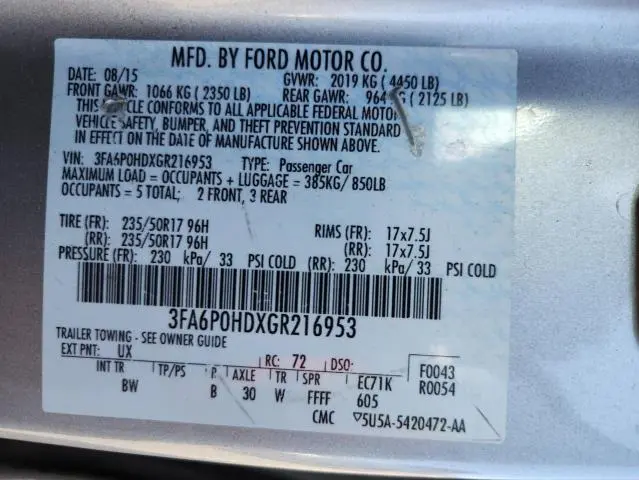 MFD. BY FORD MOTOR CO.
DATE: 08/15 GVWR: 2019 KG ( 4450 LB)
FRONT GAWR: 1066 KG ( 2350 LB) REAR GAWR: 964 KG ( 2125 LB)
THIS VEHICLE CONFORMS TO ALL APPLICABLE FEDERAL MOTOR
VEHICLE SAFETY, BUMPER, AND THEFT PREVENTION STANDARD
IN EFFECT ON THE DATE OF MANUFACTURE SHOWN ABOVE.
VIN: 3FA6P0HDXGR216953 TYPE: Passenger Car
MAXIMUM LOAD = OCCUPANTS + LUGGAGE = 385KG/ 850LB
OCCUPANTS = 5 TOTAL; 2 FRONT, 3 REAR
TIRE (FR): 235/50R17 96H RIMS (FR): 17x7.5J
(RR): 235/50R17 96H (RR): 17x7.5J
PRESSURE (FR): 230 kPa/ 33 PSI COLD (RR): 230 kPa/ 33 PSI COLD
3FA6P0HDXGR216953
TRAILER TOWING - SEE OWNER GUIDE
EXT PNT: UX RC: 72 DSO: F0043
INT TR TP/PS R AXLE TR SPR EC71K R0054
BW B 30 W FFFF 605
CMC 5U5A-5420472-AA